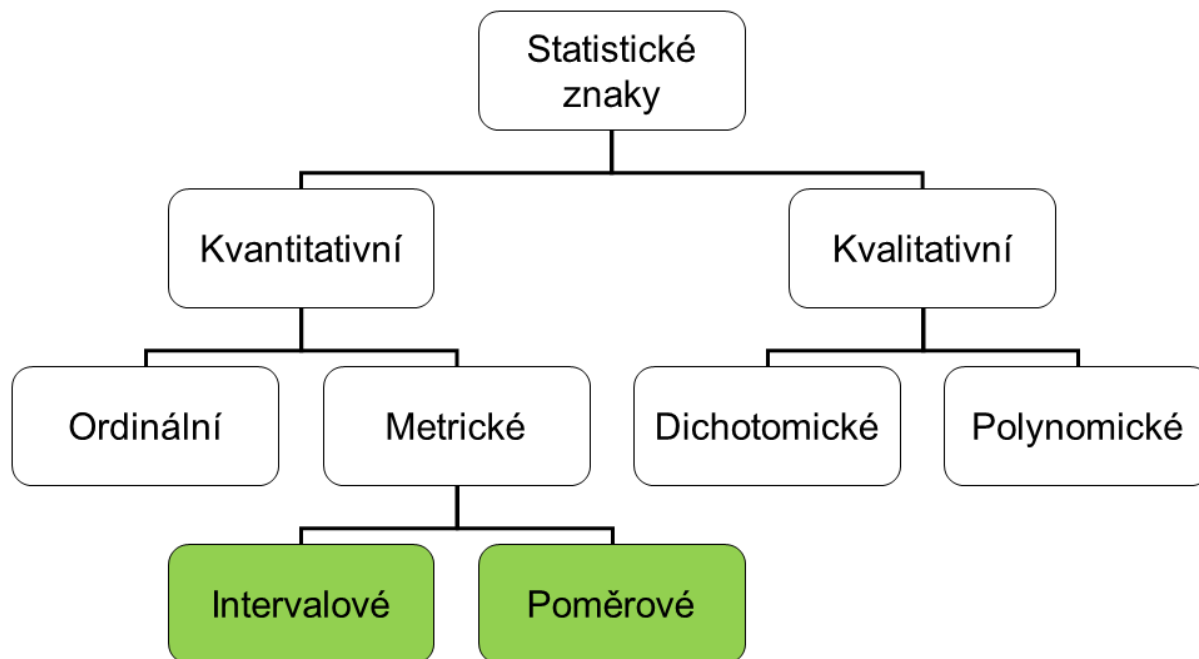 Statistické
znaky
Kvantitativní
Kvalitativní
Ordinální
Metrické
Dichotomické
Polynomické
Intervalové
Poměrové